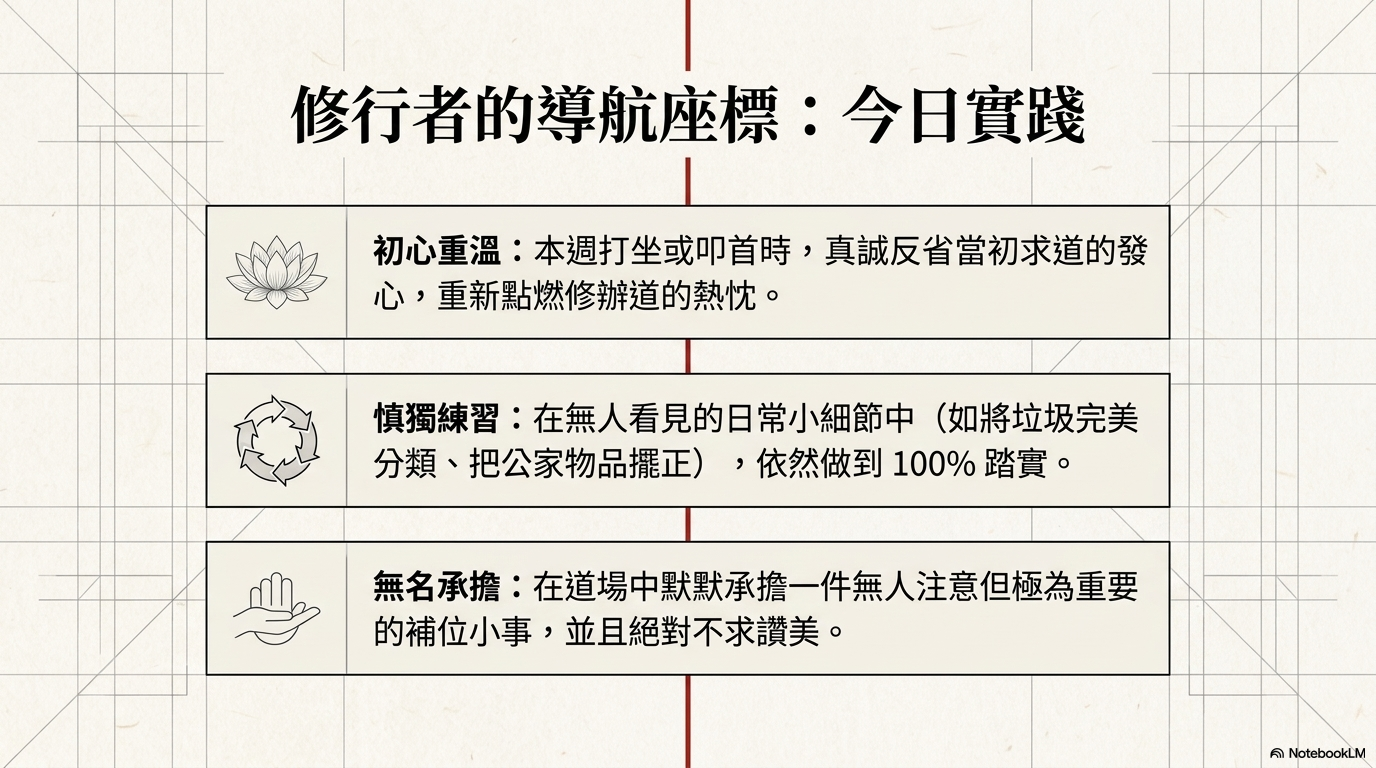 修行者的導航座標：今日實踐
初心重溫：本週打坐或叩首時，真誠反省當初求道的發
心，重新點燃修辦道的熱忱。
慎獨練習：在無人看見的日常小細節中（如將垃圾完美
分類、把公家物品擺正），依然做到 100% 踏實。
無名承擔：在道場中默默承擔一件無人注意但極為重要
的補位小事，並且絕對不求讚美。
NotebookLM